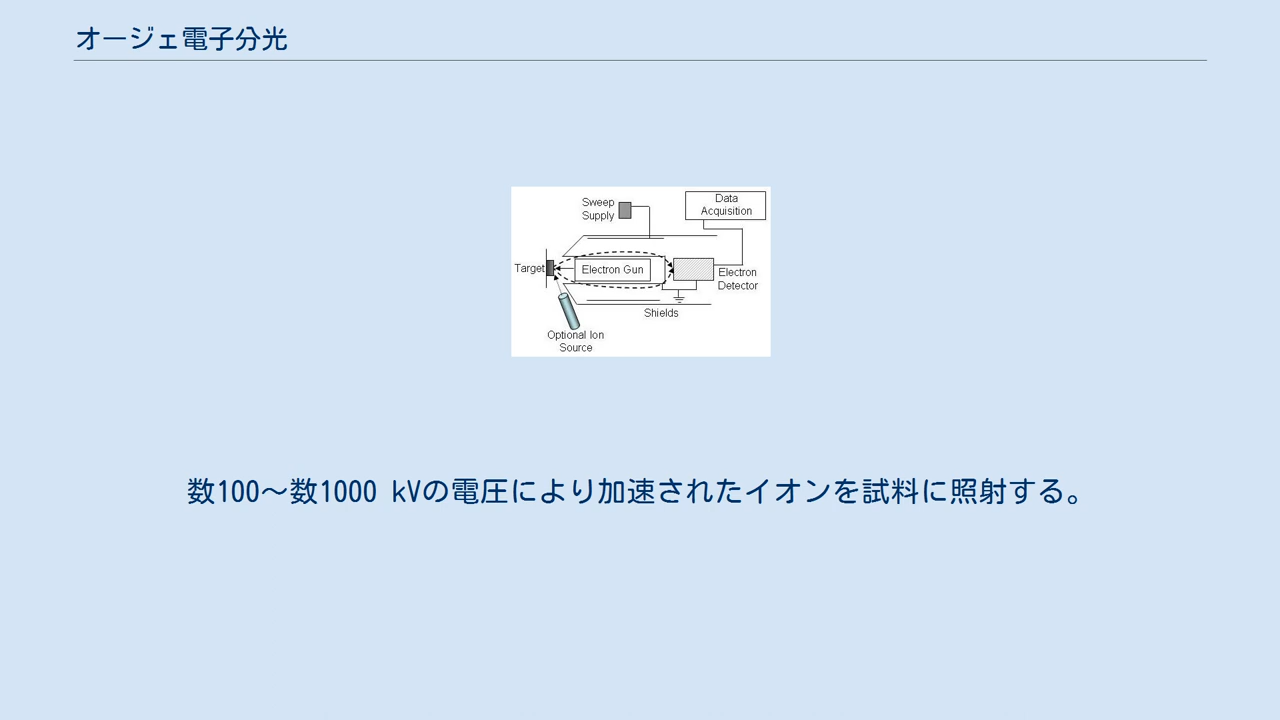 オージェ電子分光
Sweep
Supply
Data
Acquisition
Target
Electron Gun
Electron
Detector
Shields
Optional Ion
Source
数100～数1000 kVの電圧により加速されたイオンを試料に照射する。